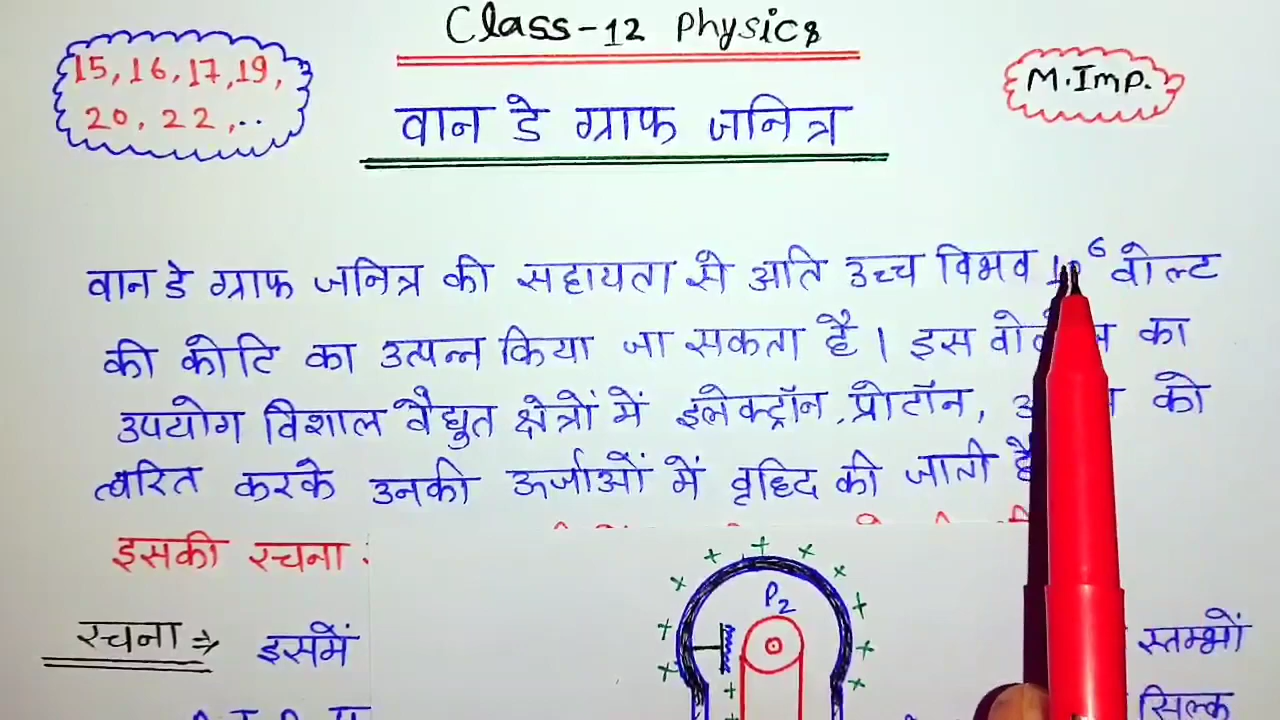 Class-12 Physics
15, 16, 17, 19,
20, 22, ..
M. Imp.
वान डे ग्राफ जनित्र
वान डे ग्राफ जनित्र की सहायता से अति उच्च विभव 10⁶ वोल्ट
की कोटि का उत्पन्न किया जा सकता है। इस का
उपयोग विशाल वैद्युत क्षेत्रों में इलेक्ट्रॉन, प्रोटॉन, को
त्वरित करके उनकी ऊर्जाओं में वृद्धि की जाती है
इसकी रचना :
P2
रचना ⇒ इसमें स्तम्भों
सिल्क